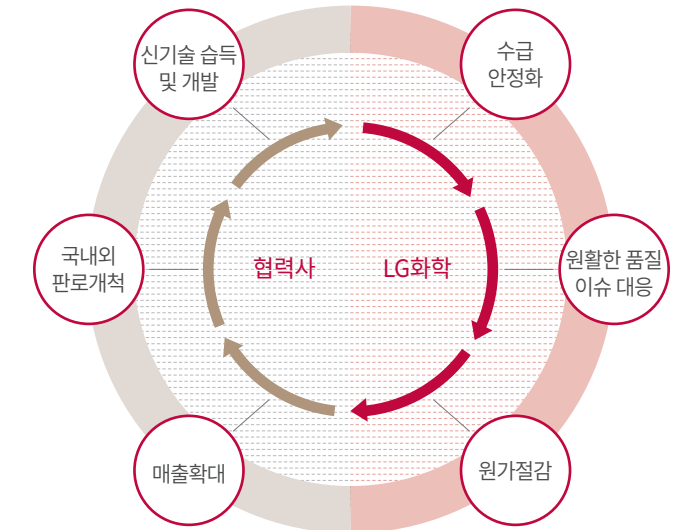 신기술 습득
및 개발
수급
안정화
국내외
판로개척
협력사
LG화학
원활한 품질
이슈 대응
매출확대
원가절감